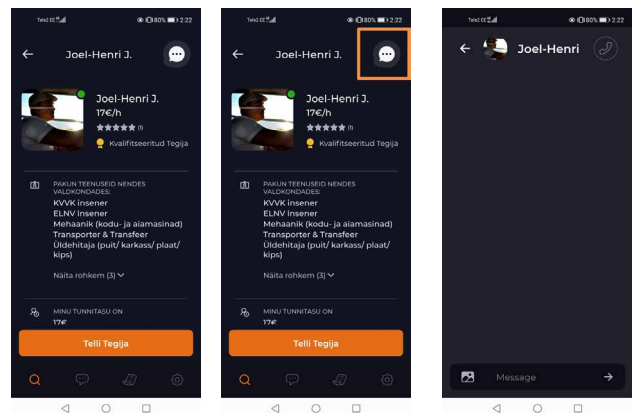 Tele2 EE
80% 2:22
Joel-Henri J.
Joel-Henri J.
17€/h
(1)
Kvalifitseeritud Tegija
PAKUN TEENUSEID NENDES
VALDKONDADES:
KVVK insener
ELNV insener
Mehaanik (kodu- ja aiamasinad)
Transporter & Transfeer
Üldehitaja (puit/ karkass/ plaat/
kips)
Näita rohkem (3)
MINU TUNNITASU ON
17€
Telli Tegija
Tele2 EE
80% 2:22
Joel-Henri J.
Joel-Henri J.
17€/h
(1)
Kvalifitseeritud Tegija
PAKUN TEENUSEID NENDES
VALDKONDADES:
KVVK insener
ELNV insener
Mehaanik (kodu- ja aiamasinad)
Transporter & Transfeer
Üldehitaja (puit/ karkass/ plaat/
kips)
Näita rohkem (3)
MINU TUNNITASU ON
17€
Telli Tegija
Tele2 EE
80% 2:22
Joel-Henri
Message